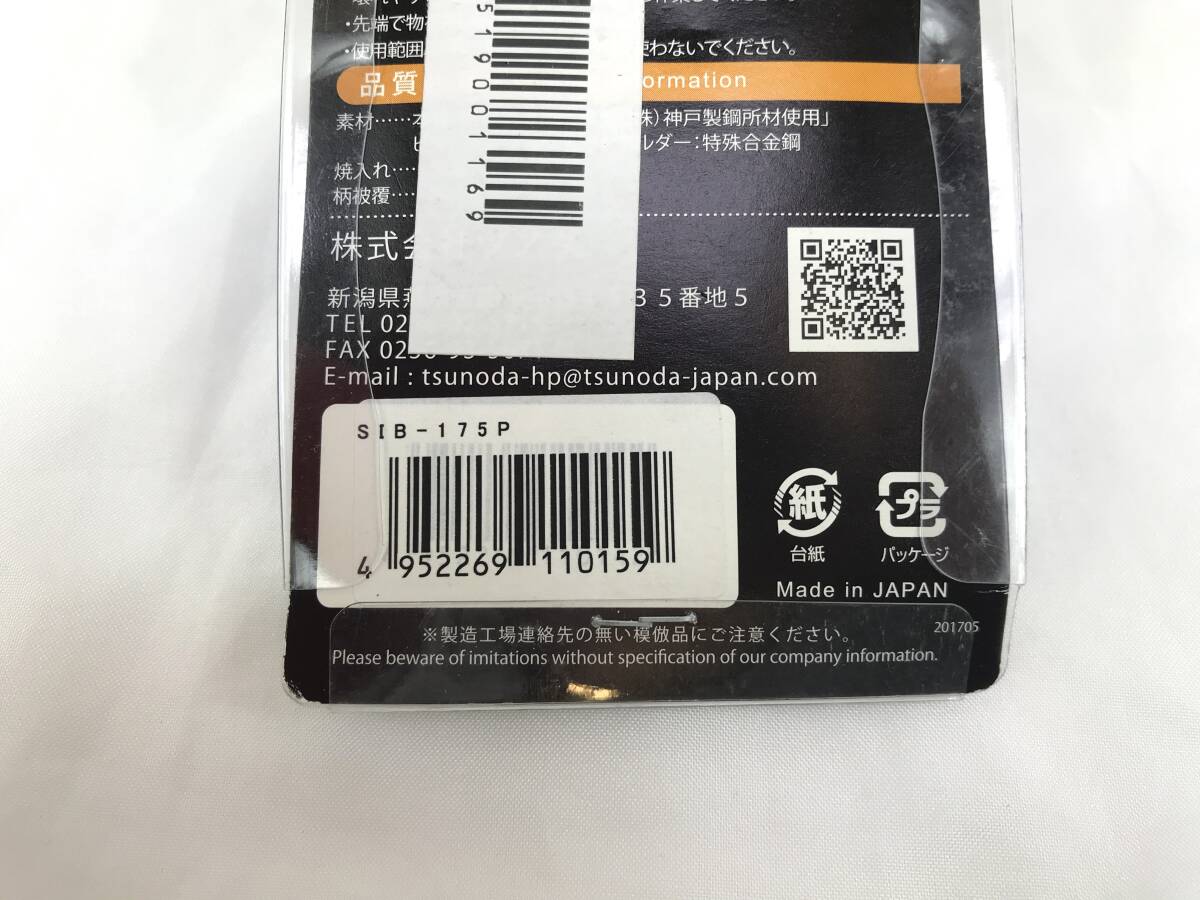 ・先端で物
・使用範囲
使わないでください。
品質
ormation
素材……
株）神戸製鋼所材使用」
ルダー：特殊合金鋼
焼入れ……
柄被覆……
株式会
新潟県
３５番地５
TEL 02
FAX 0256-93-
E-mail : tsunoda-hp@tsunoda-japan.com
5190011169
SIB-175P
4 952269 110159
紙
プラ
台紙
パッケージ
Made in JAPAN
※製造工場連絡先の無い模倣品にご注意ください。
201705
Please beware of imitations without specification of our company information.